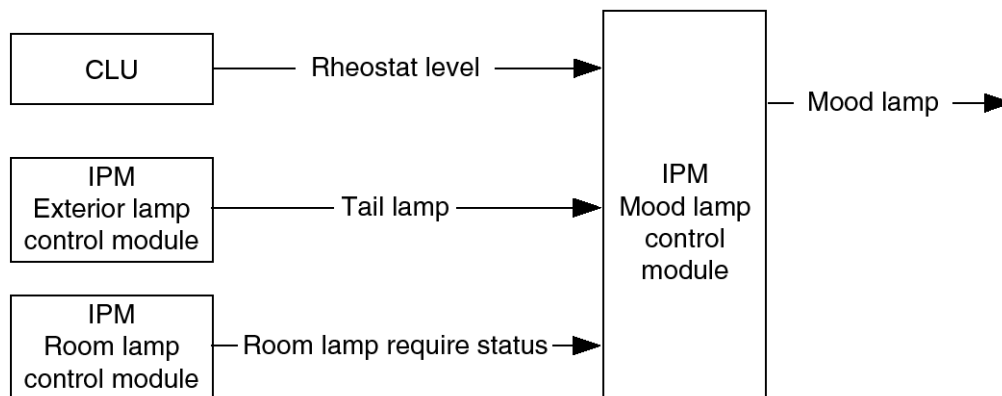 CLU
Rheostat level
Mood lamp
IPM
Exterior lamp
control module
Tail lamp
IPM
Mood lamp
control
module
IPM
Room lamp
control module
Room lamp require status